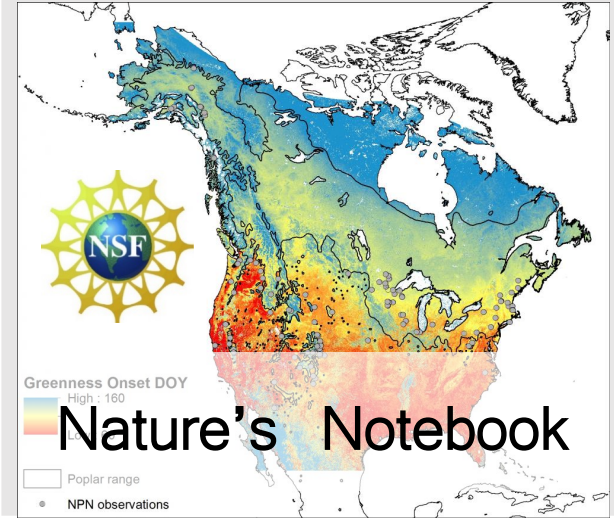 NSF
Greenness Onset DOY
High : 160
Nature's Notebook
Poplar range
NPN observations